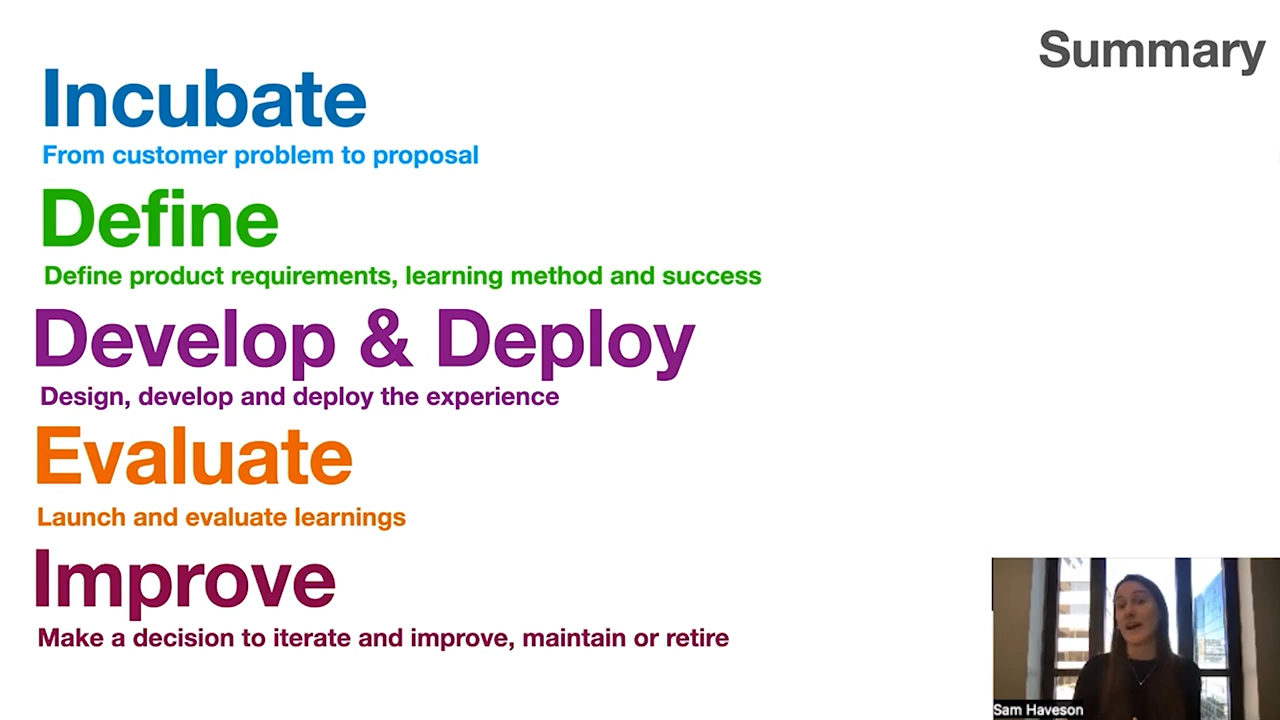 Summary
Incubate
From customer problem to proposal
Define
Define product requirements, learning method and success
Develop & Deploy
Design, develop and deploy the experience
Evaluate
Launch and evaluate learnings
Improve
Make a decision to iterate and improve, maintain or retire
Sam Haveson